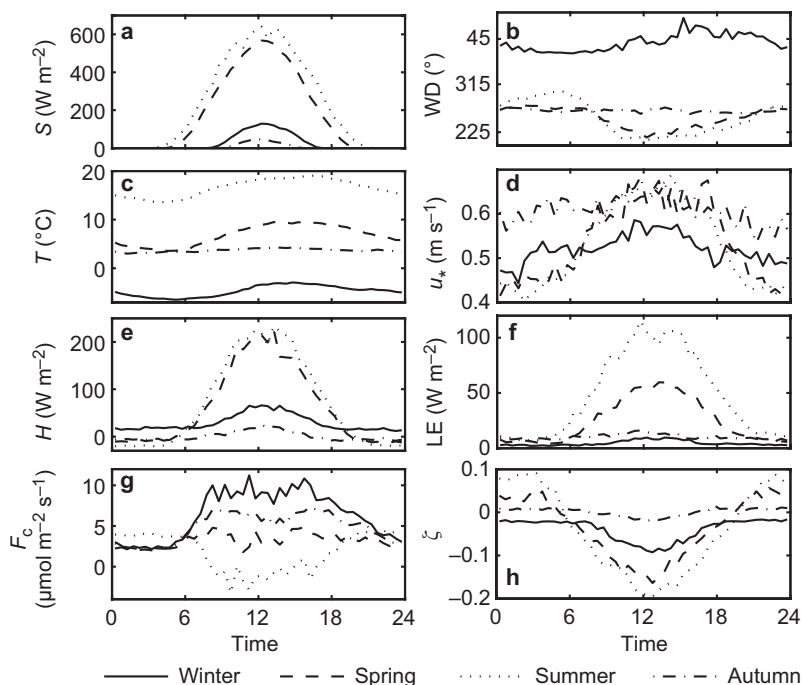 a
600
400
200
0
S (W m–2)
b
45
315
225
WD (°)
c
20
10
0
T (°C)
d
0.6
0.5
0.4
u* (m s–1)
e
200
100
0
H (W m–2)
f
100
50
0
LE (W m–2)
g
10
5
0
Fc
(µmol m–2 s–1)
0 6 12 18 24
Time
h
0.1
0
–0.1
–0.2
ζ
0 6 12 18 24
Time
Winter Spring Summer Autumn